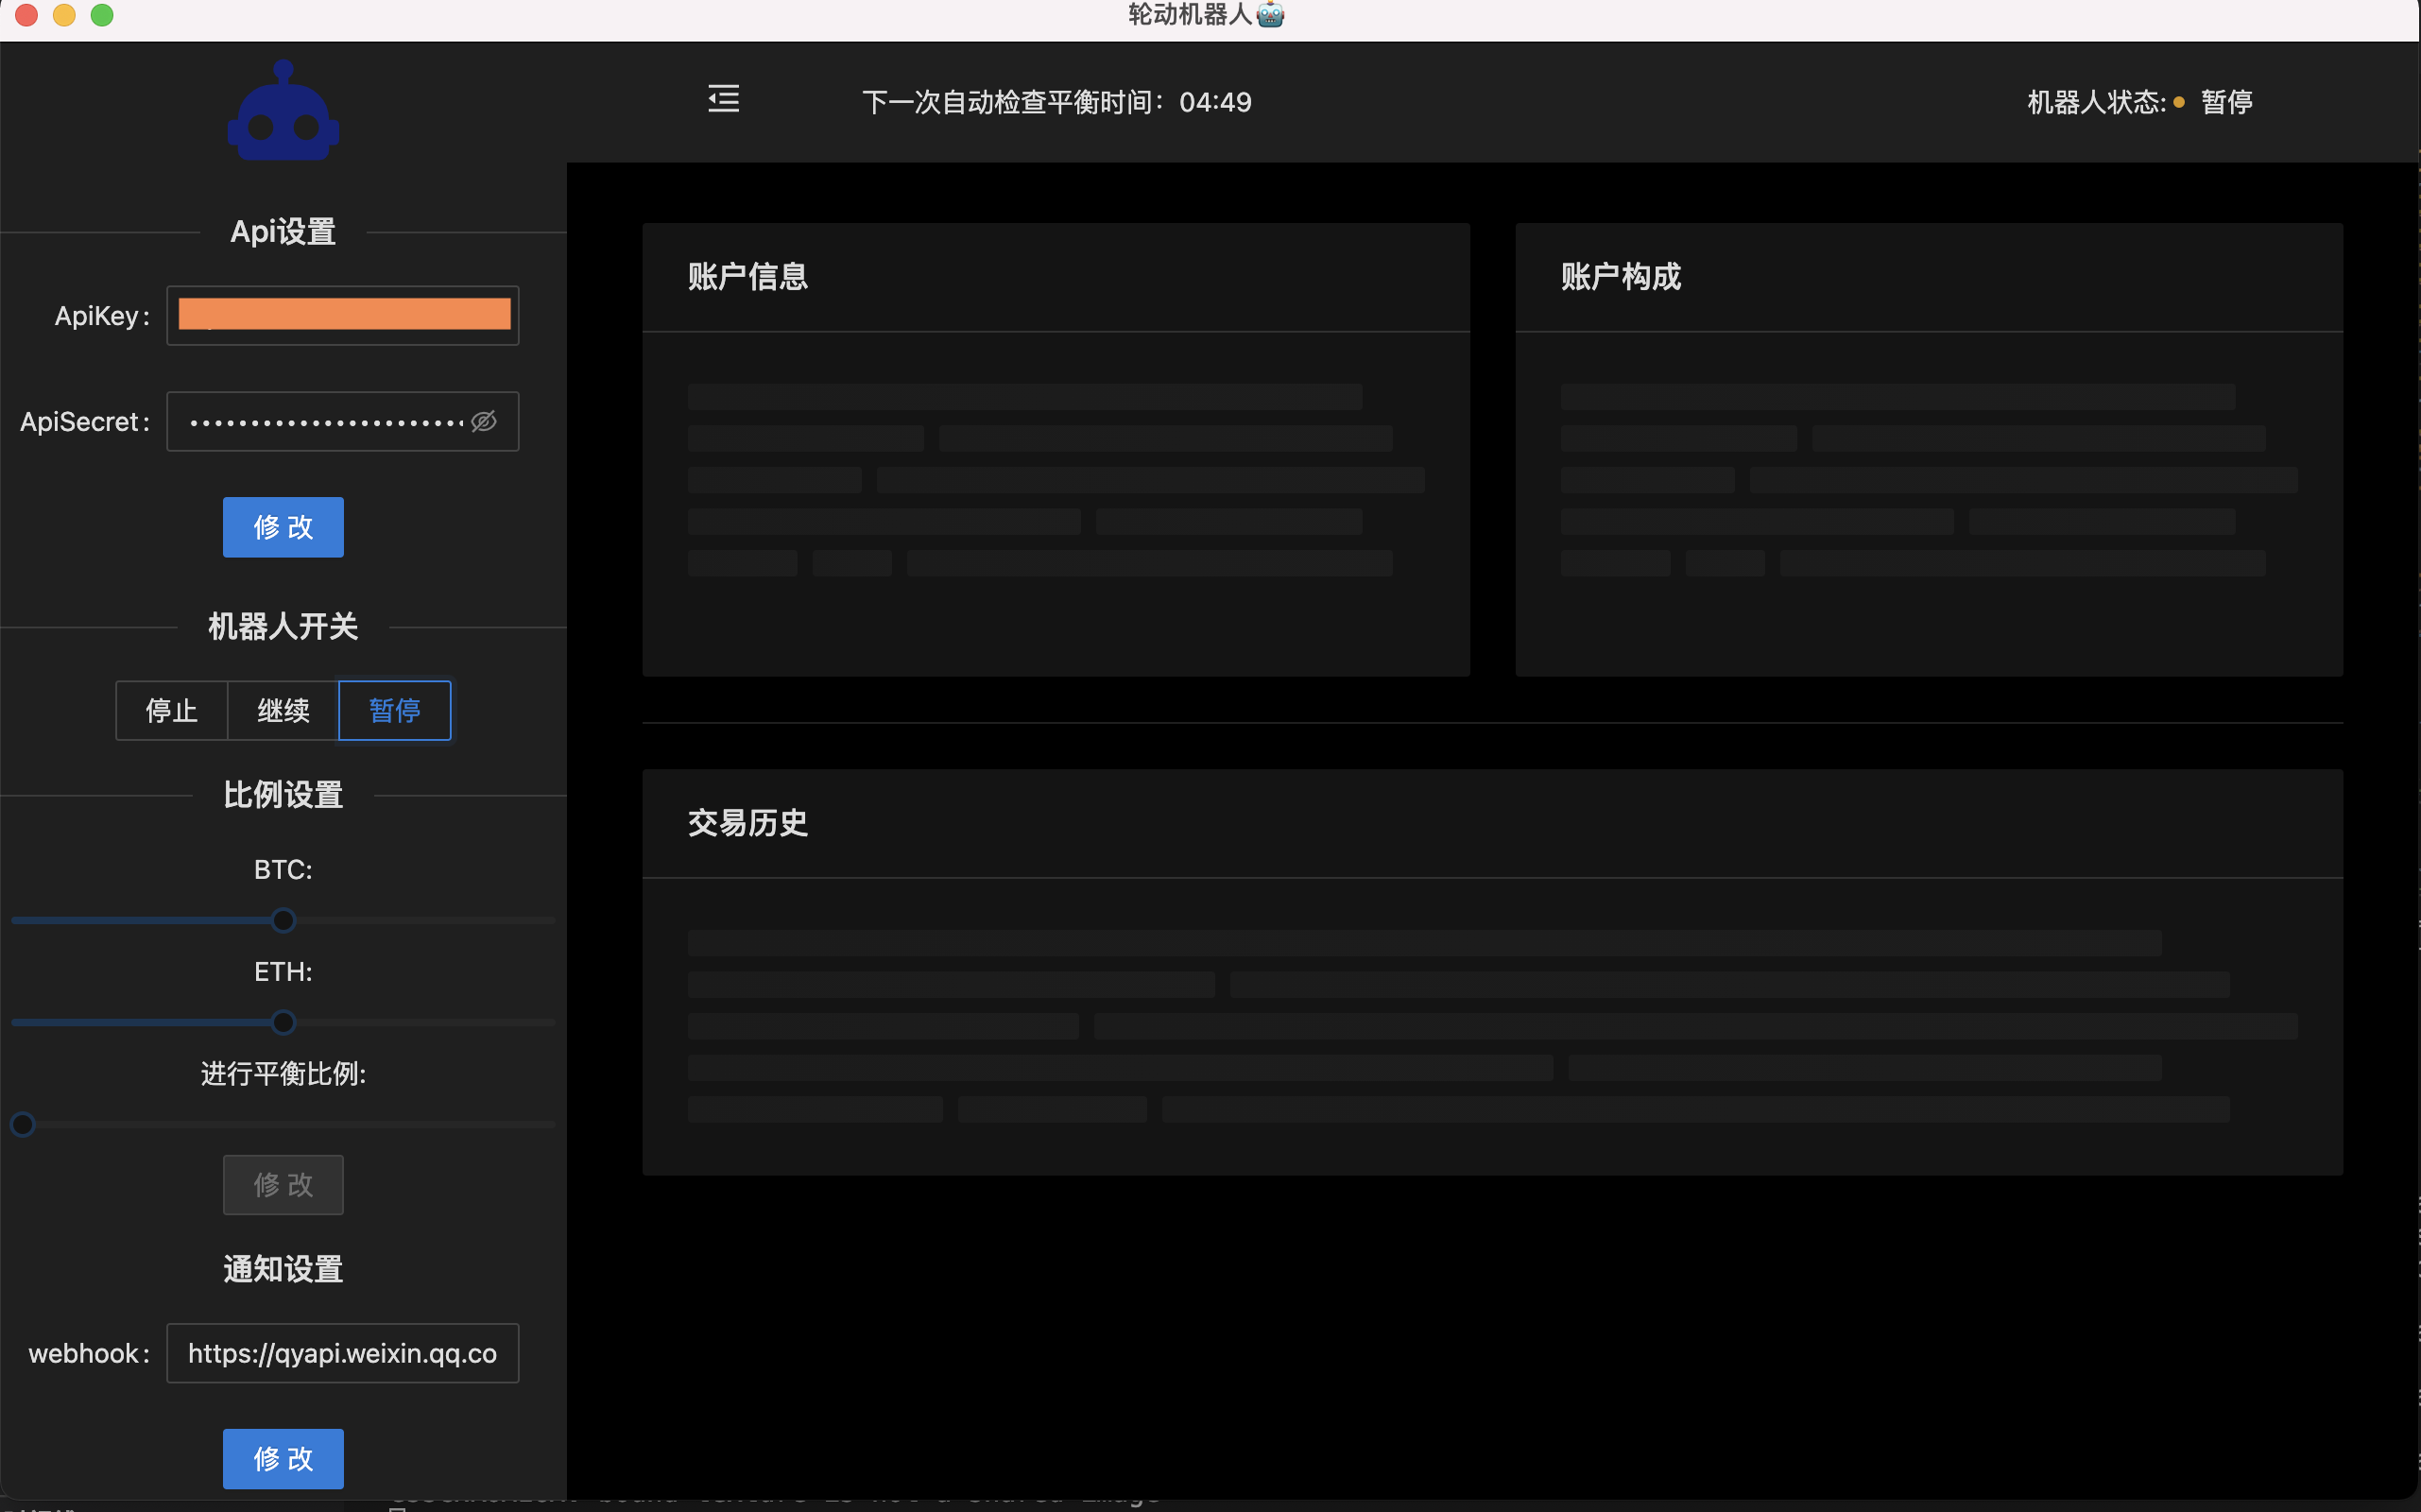 轮动机器人🤖
下一次自动检查平衡时间：04:49
机器人状态: 暂停
Api设置
ApiKey:
ApiSecret:
修 改
机器人开关
停止 继续 暂停
比例设置
BTC:
ETH:
进行平衡比例:
修 改
通知设置
webhook: https://qyapi.weixin.qq.co
修 改
账户信息
账户构成
交易历史